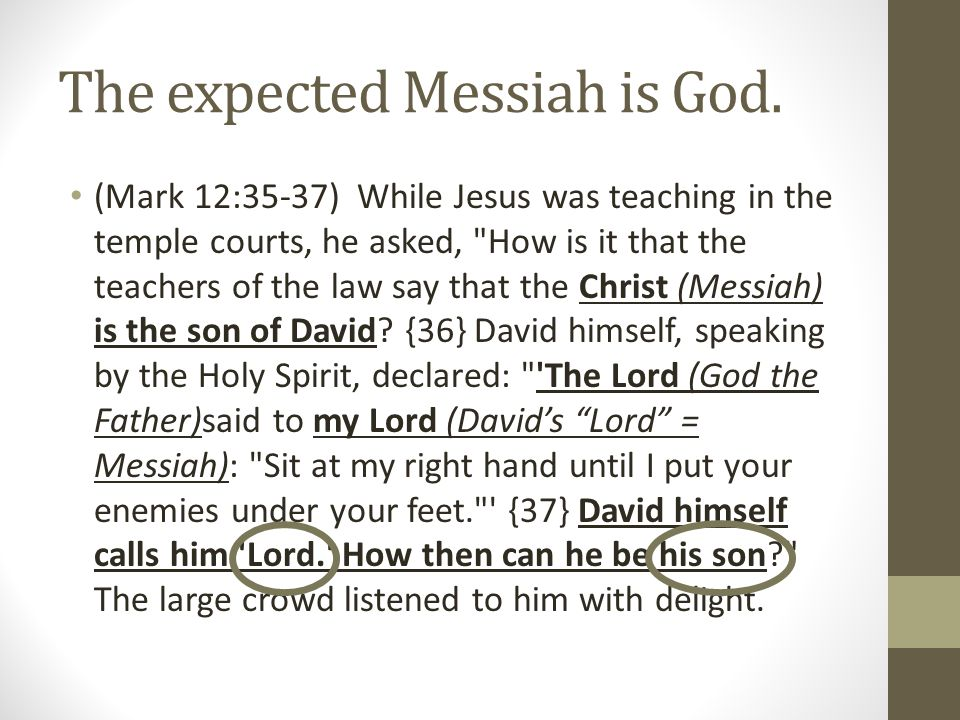 The expected Messiah is God.
• (Mark 12:35-37)  While Jesus was teaching in the
temple courts, he asked, "How is it that the
teachers of the law say that the Christ (Messiah)
is the son of David? {36} David himself, speaking
by the Holy Spirit, declared: "'The Lord (God the
Father)said to my Lord (David’s “Lord” =
Messiah): "Sit at my right hand until I put your
enemies under your feet."' {37} David himself
calls him 'Lord.' How then can he be his son?"
The large crowd listened to him with delight.